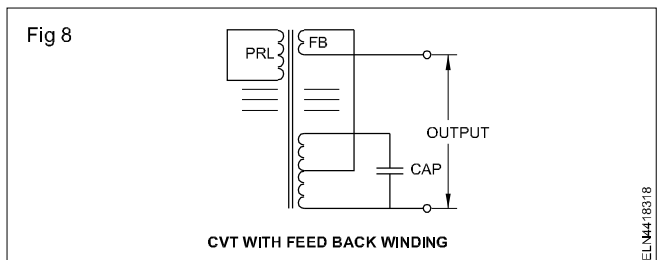 Fig 8
PRL
FB
OUTPUT
CAP
CVT WITH FEED BACK WINDING
ELN4418318